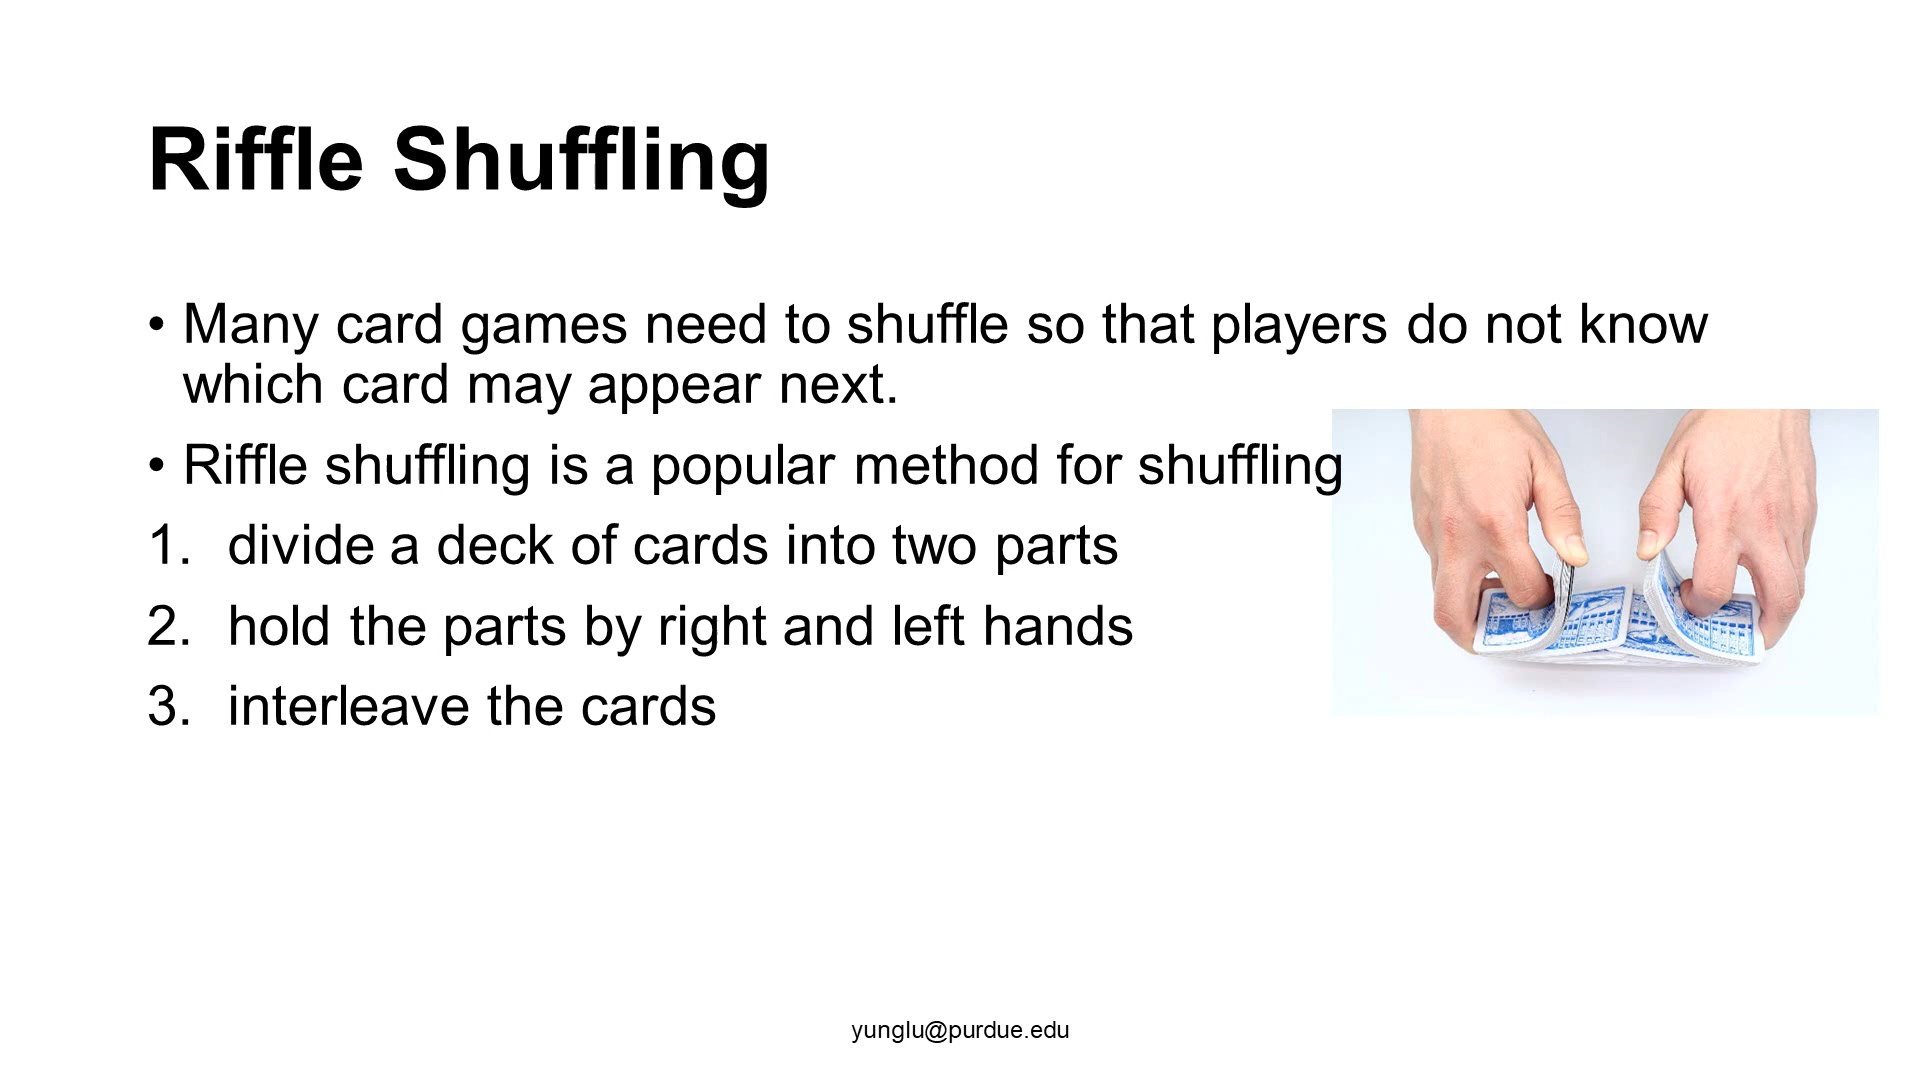 Riffle Shuffling
• Many card games need to shuffle so that players do not know
which card may appear next.
• Riffle shuffling is a popular method for shuffling
1. divide a deck of cards into two parts
2. hold the parts by right and left hands
3. interleave the cards
yunglu@purdue.edu